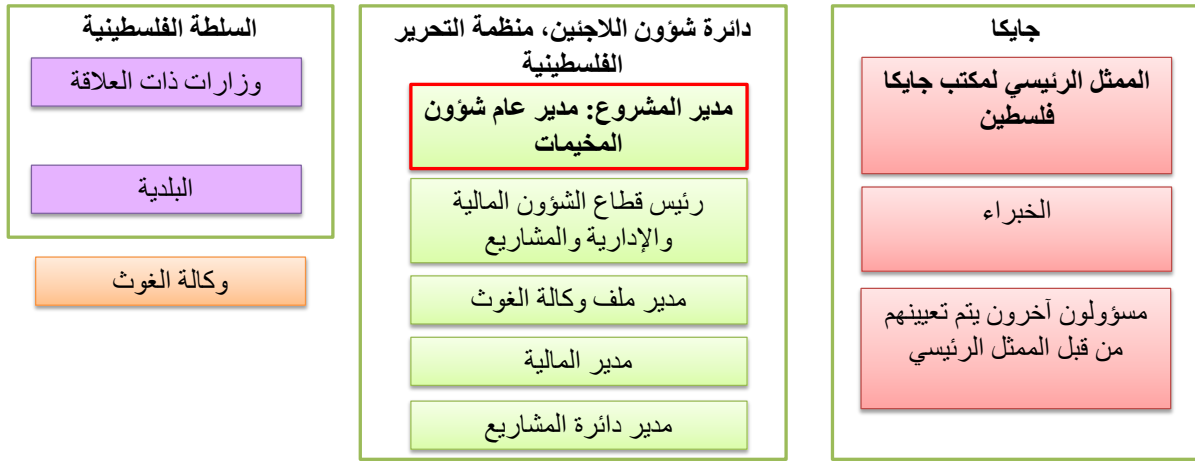 جايكا
الممثل الرئيسي لمكتب جايكا
فلسطين
الخبراء
مسؤولون آخرون يتم تعيينهم
من قبل الممثل الرئيسي
دائرة شؤون اللاجئين، منظمة التحرير
الفلسطينية
مدير المشروع: مدير عام شؤون
المخيمات
رئيس قطاع الشؤون المالية
والإدارية والمشاريع
مدير ملف وكالة الغوث
مدير المالية
مدير دائرة المشاريع
السلطة الفلسطينية
وزارات ذات العلاقة
البلدية
وكالة الغوث